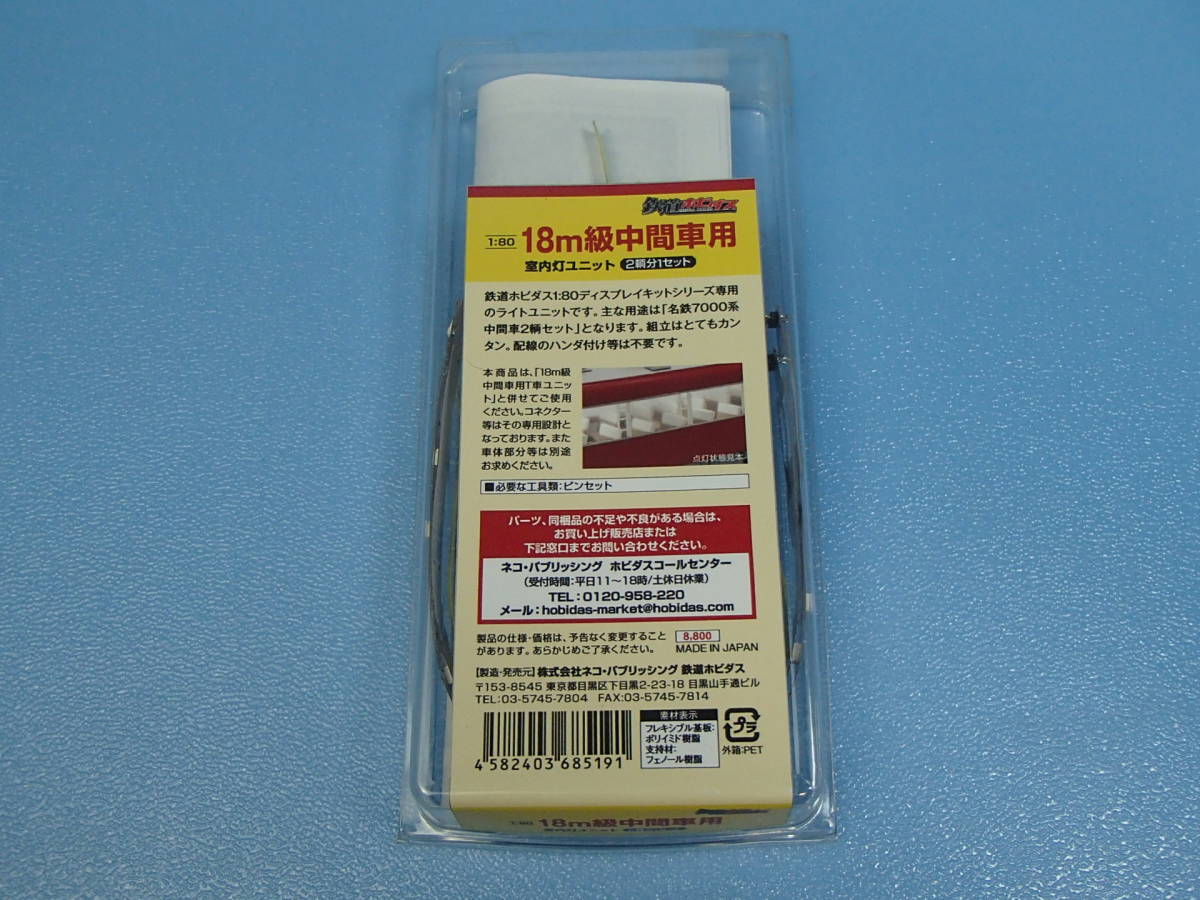 鉄道ホビダス
1:80 18m級中間車用
室内灯ユニット 2輌分1セット
鉄道ホビダス1:80ディスプレイキットシリーズ専用
のライトユニットです。主な用途は「名鉄7000系
中間車2輌セット」となります。組立はとてもカン
タン。配線のハンダ付け等は不要です。
本商品は、「18m級
中間車用T車ユニッ
ト」と併せてご使用
ください。コネクター
等はその専用設計と
なっております。また
車体部分等は別途
お求めください。
点灯状態見本
■必要な工具類:ピンセット
パーツ、同梱品の不足や不良がある場合は、
お買い上げ販売店または
下記窓口までお問い合わせください。
ネコ・パブリッシング ホビダスコールセンター
(受付時間:平日11〜18時/土休日休業)
TEL:0120-958-220
メール:hobidas-market@hobidas.com
製品の仕様・価格は、予告なく変更すること
があります。あらかじめご了承ください。
8,800
MADE IN JAPAN
【製造・発売元】株式会社ネコ・パブリッシング 鉄道ホビダス
〒153-8545 東京都目黒区下目黒2-23-18 目黒山手通ビル
TEL:03-5745-7804 FAX:03-5745-7814
4 582403 685191
素材表示
フレキシブル基板:
ポリイミド樹脂
支持材:
フェノール樹脂
プラ
外箱:PET
1:80 18m級中間車用
室内灯ユニット